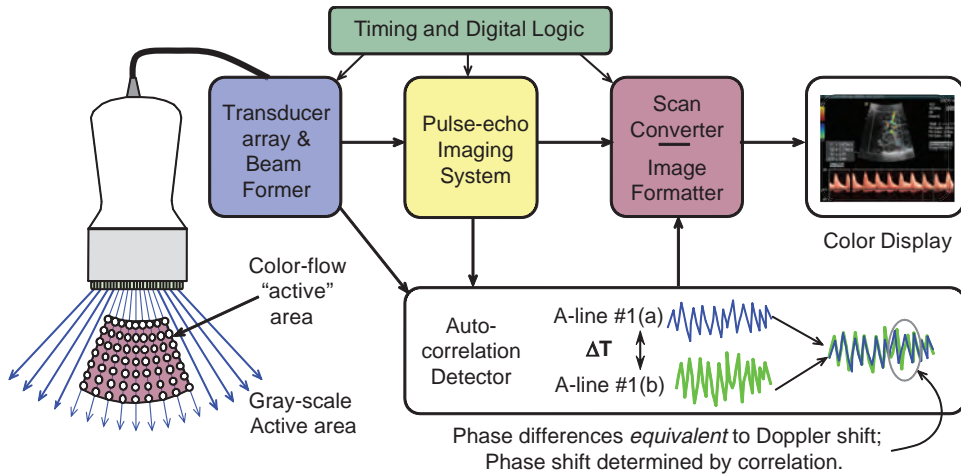 Timing and Digital Logic
Transducer
array &
Beam
Former
Pulse-echo
Imaging
System
Scan
Converter
Image
Formatter
Color Display
Color-flow
“active”
area
Gray-scale
Active area
Auto-
correlation
Detector
A-line #1(a)
ΔT
A-line #1(b)
Phase differences equivalent to Doppler shift;
Phase shift determined by correlation.